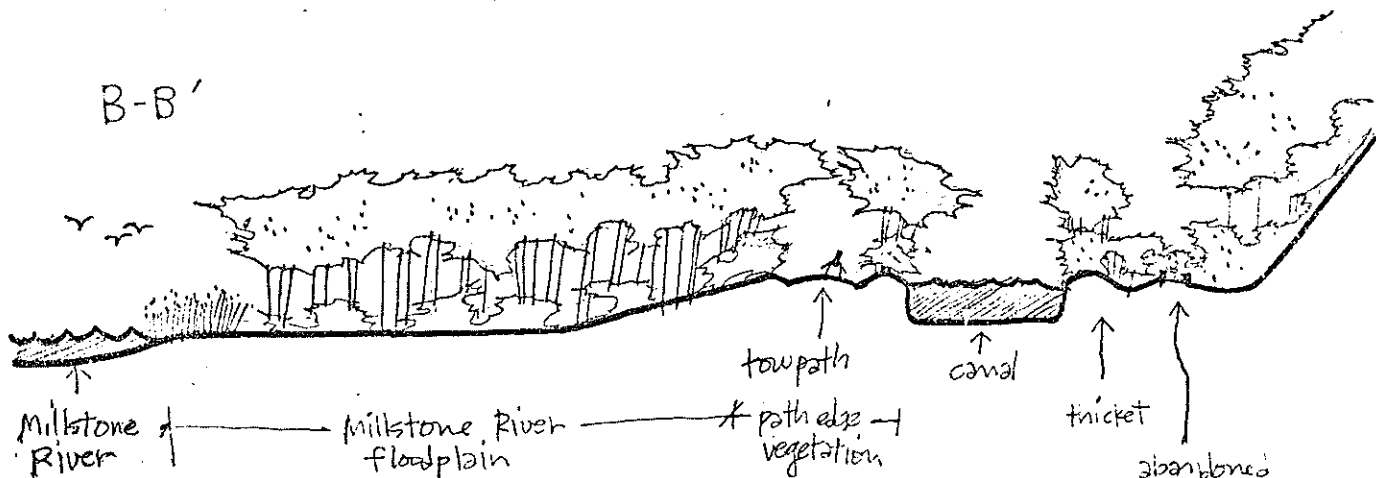 B-B'
towpath
canal
thicket
abandoned
Millstone
River
Millstone River
floodplain
path edge
vegetation